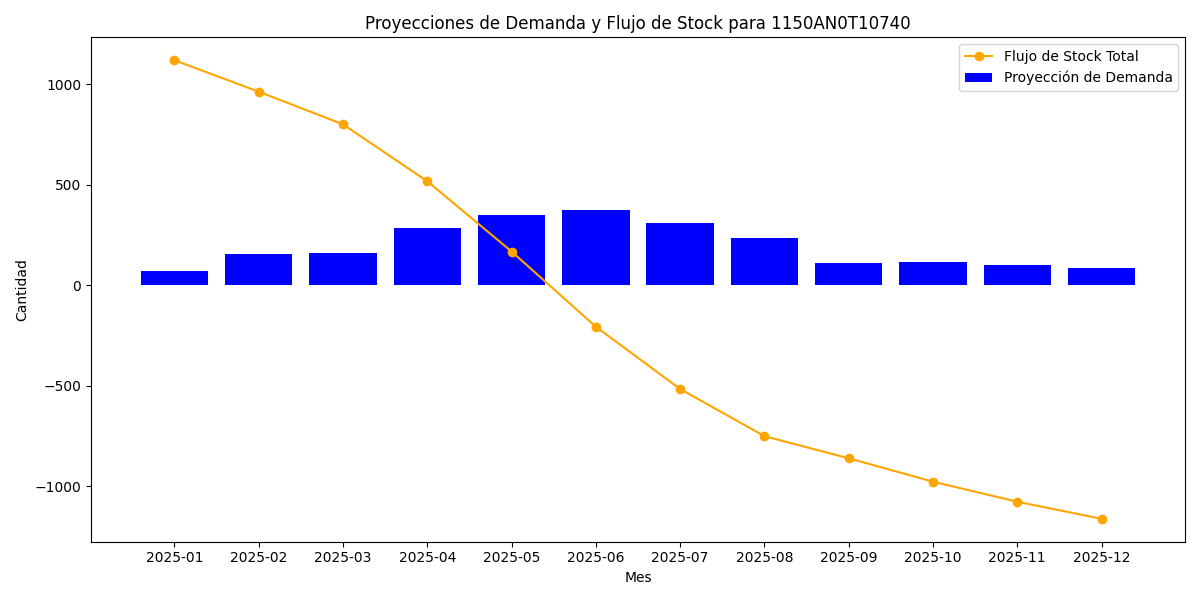 Proyecciones de Demanda y Flujo de Stock para 1150AN0T10740
Flujo de Stock Total
Proyección de Demanda
Cantidad
1000
500
0
−500
−1000
2025-01 2025-02 2025-03 2025-04 2025-05 2025-06 2025-07 2025-08 2025-09 2025-10 2025-11 2025-12
Mes